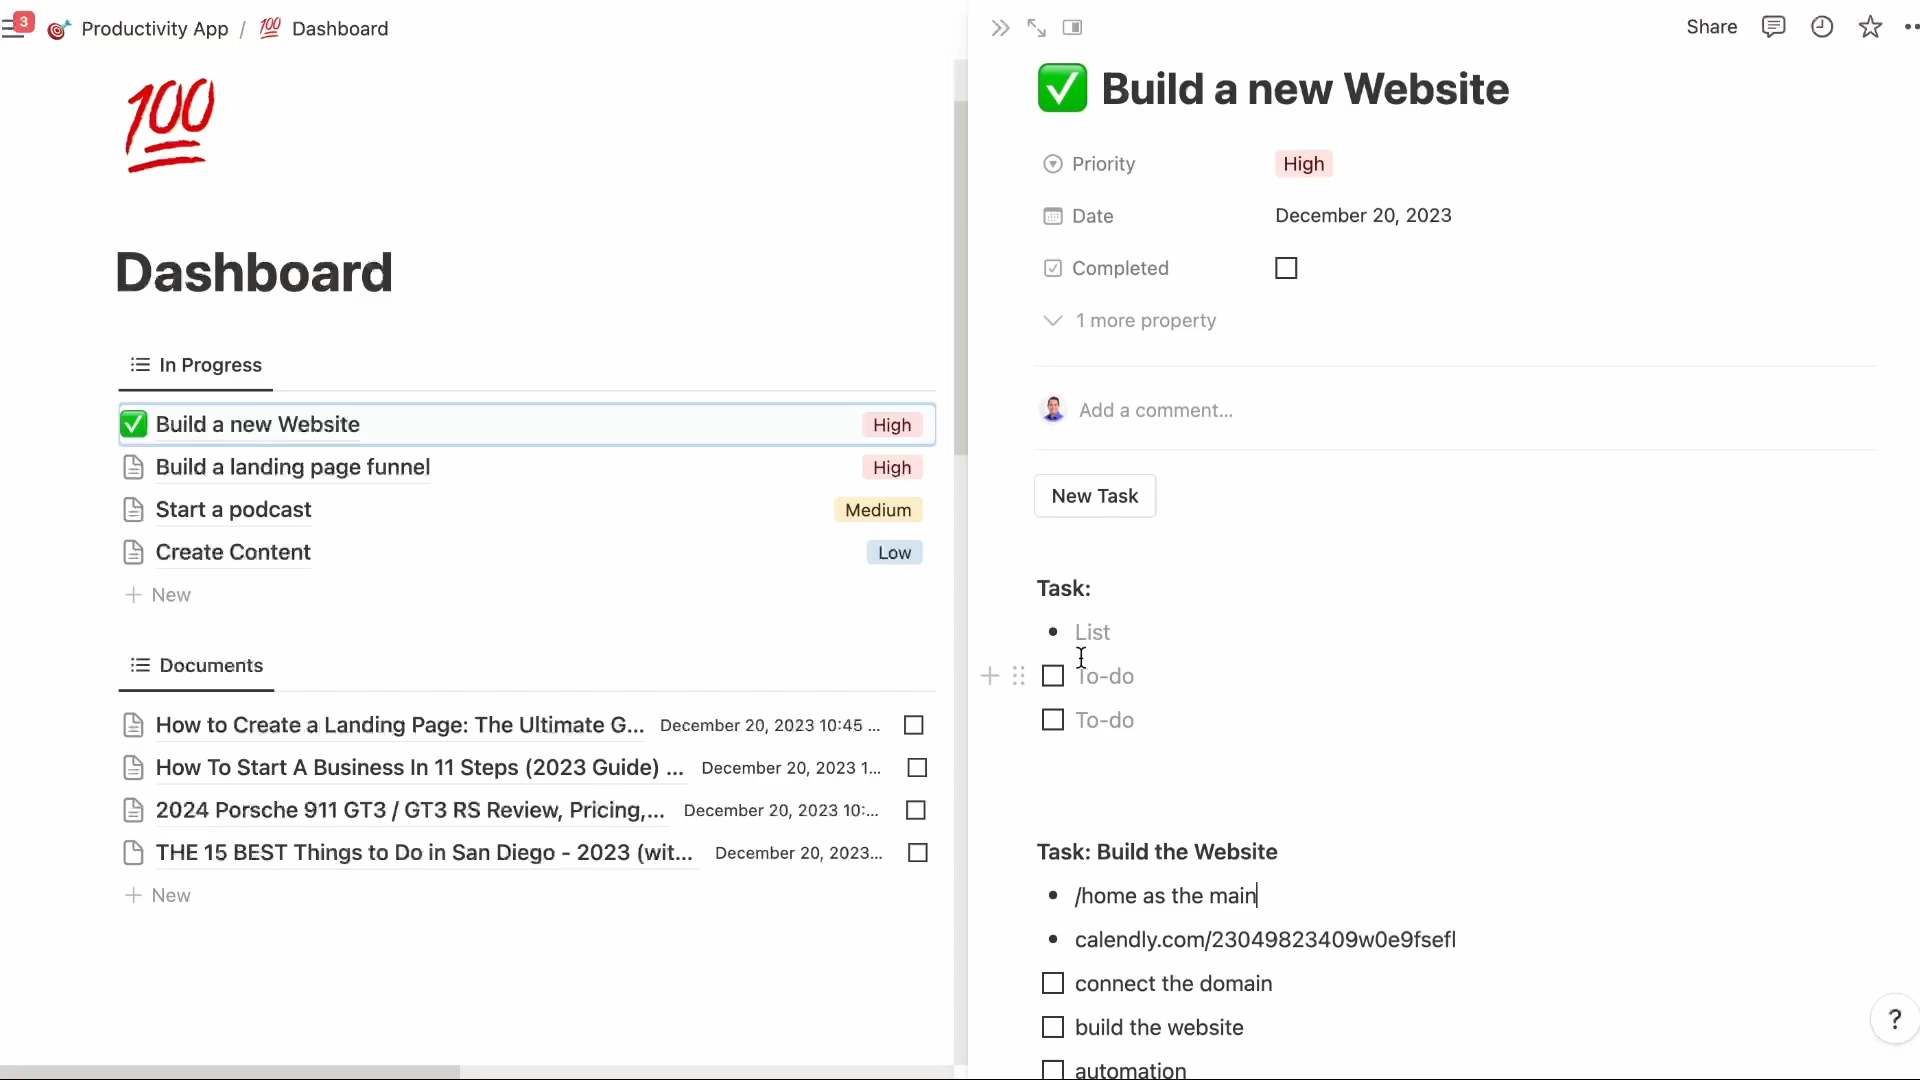 3
Productivity App / 💯 Dashboard
Share
Dashboard
In Progress
Build a new Website High
Build a landing page funnel High
Start a podcast Medium
Create Content Low
New
Documents
How to Create a Landing Page: The Ultimate G... December 20, 2023 10:45 ...
How To Start A Business In 11 Steps (2023 Guide) ... December 20, 2023 1...
2024 Porsche 911 GT3 / GT3 RS Review, Pricing,... December 20, 2023 10:...
THE 15 BEST Things to Do in San Diego - 2023 (wit... December 20, 2023...
New
Build a new Website
Priority High
Date December 20, 2023
Completed
1 more property
Add a comment...
New Task
Task:
• List
To-do
To-do
Task: Build the Website
• /home as the main
• calendly.com/23049823409w0e9fsefl
connect the domain
build the website
automation
?